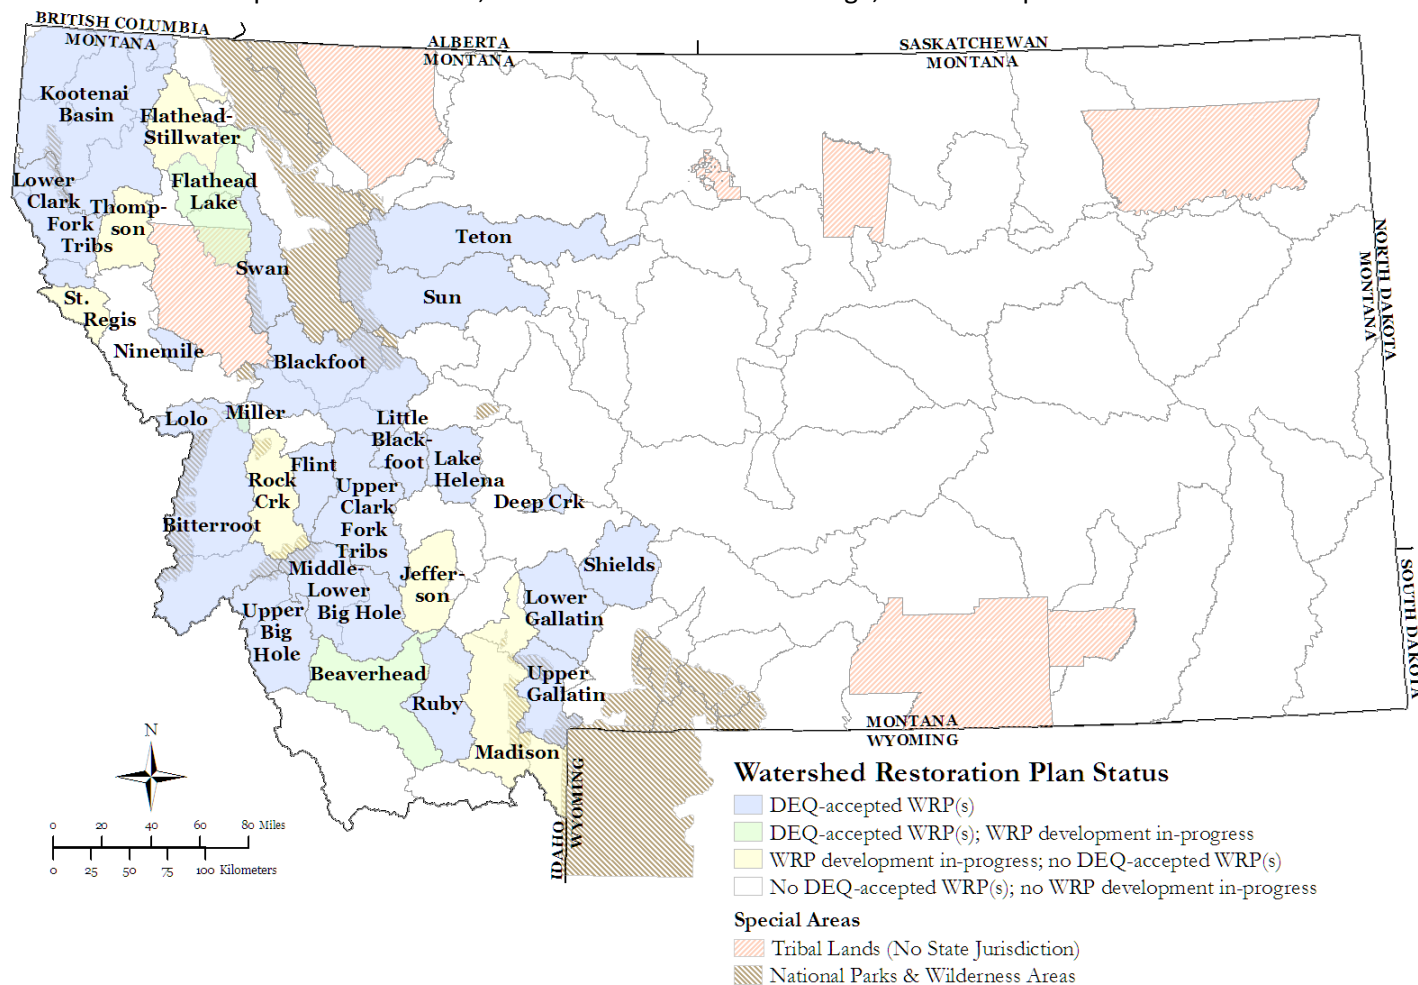 BRITISH COLUMBIA
MONTANA
ALBERTA
MONTANA
SASKATCHEWAN
MONTANA
Kootenai
Basin
Flathead-
Stillwater
Lower
Clark
Fork
Tribs
Thomp-
son
Flathead
Lake
Swan
Teton
Sun
St.
Regis
Ninemile
Blackfoot
NORTH DAKOTA
MONTANA
Lolo
Miller
Little
Black-
foot
Flint
Rock
Crk
Lake
Helena
Upper
Clark
Fork
Tribs
Deep Crk
Bitterroot
Middle-
Lower
Big Hole
Jeffer-
son
Shields
Lower
Gallatin
Upper
Big
Hole
SOUTH DAKOTA
Beaverhead
Ruby
Upper
Gallatin
Madison
MONTANA
WYOMING
IDAHO
WYOMING
N
0 20 40 60 80 Miles
0 25 50 75 100 Kilometers
Watershed Restoration Plan Status
DEQ-accepted WRP(s)
DEQ-accepted WRP(s); WRP development in-progress
WRP development in-progress; no DEQ-accepted WRP(s)
No DEQ-accepted WRP(s); no WRP development in-progress
Special Areas
Tribal Lands (No State Jurisdiction)
National Parks & Wilderness Areas